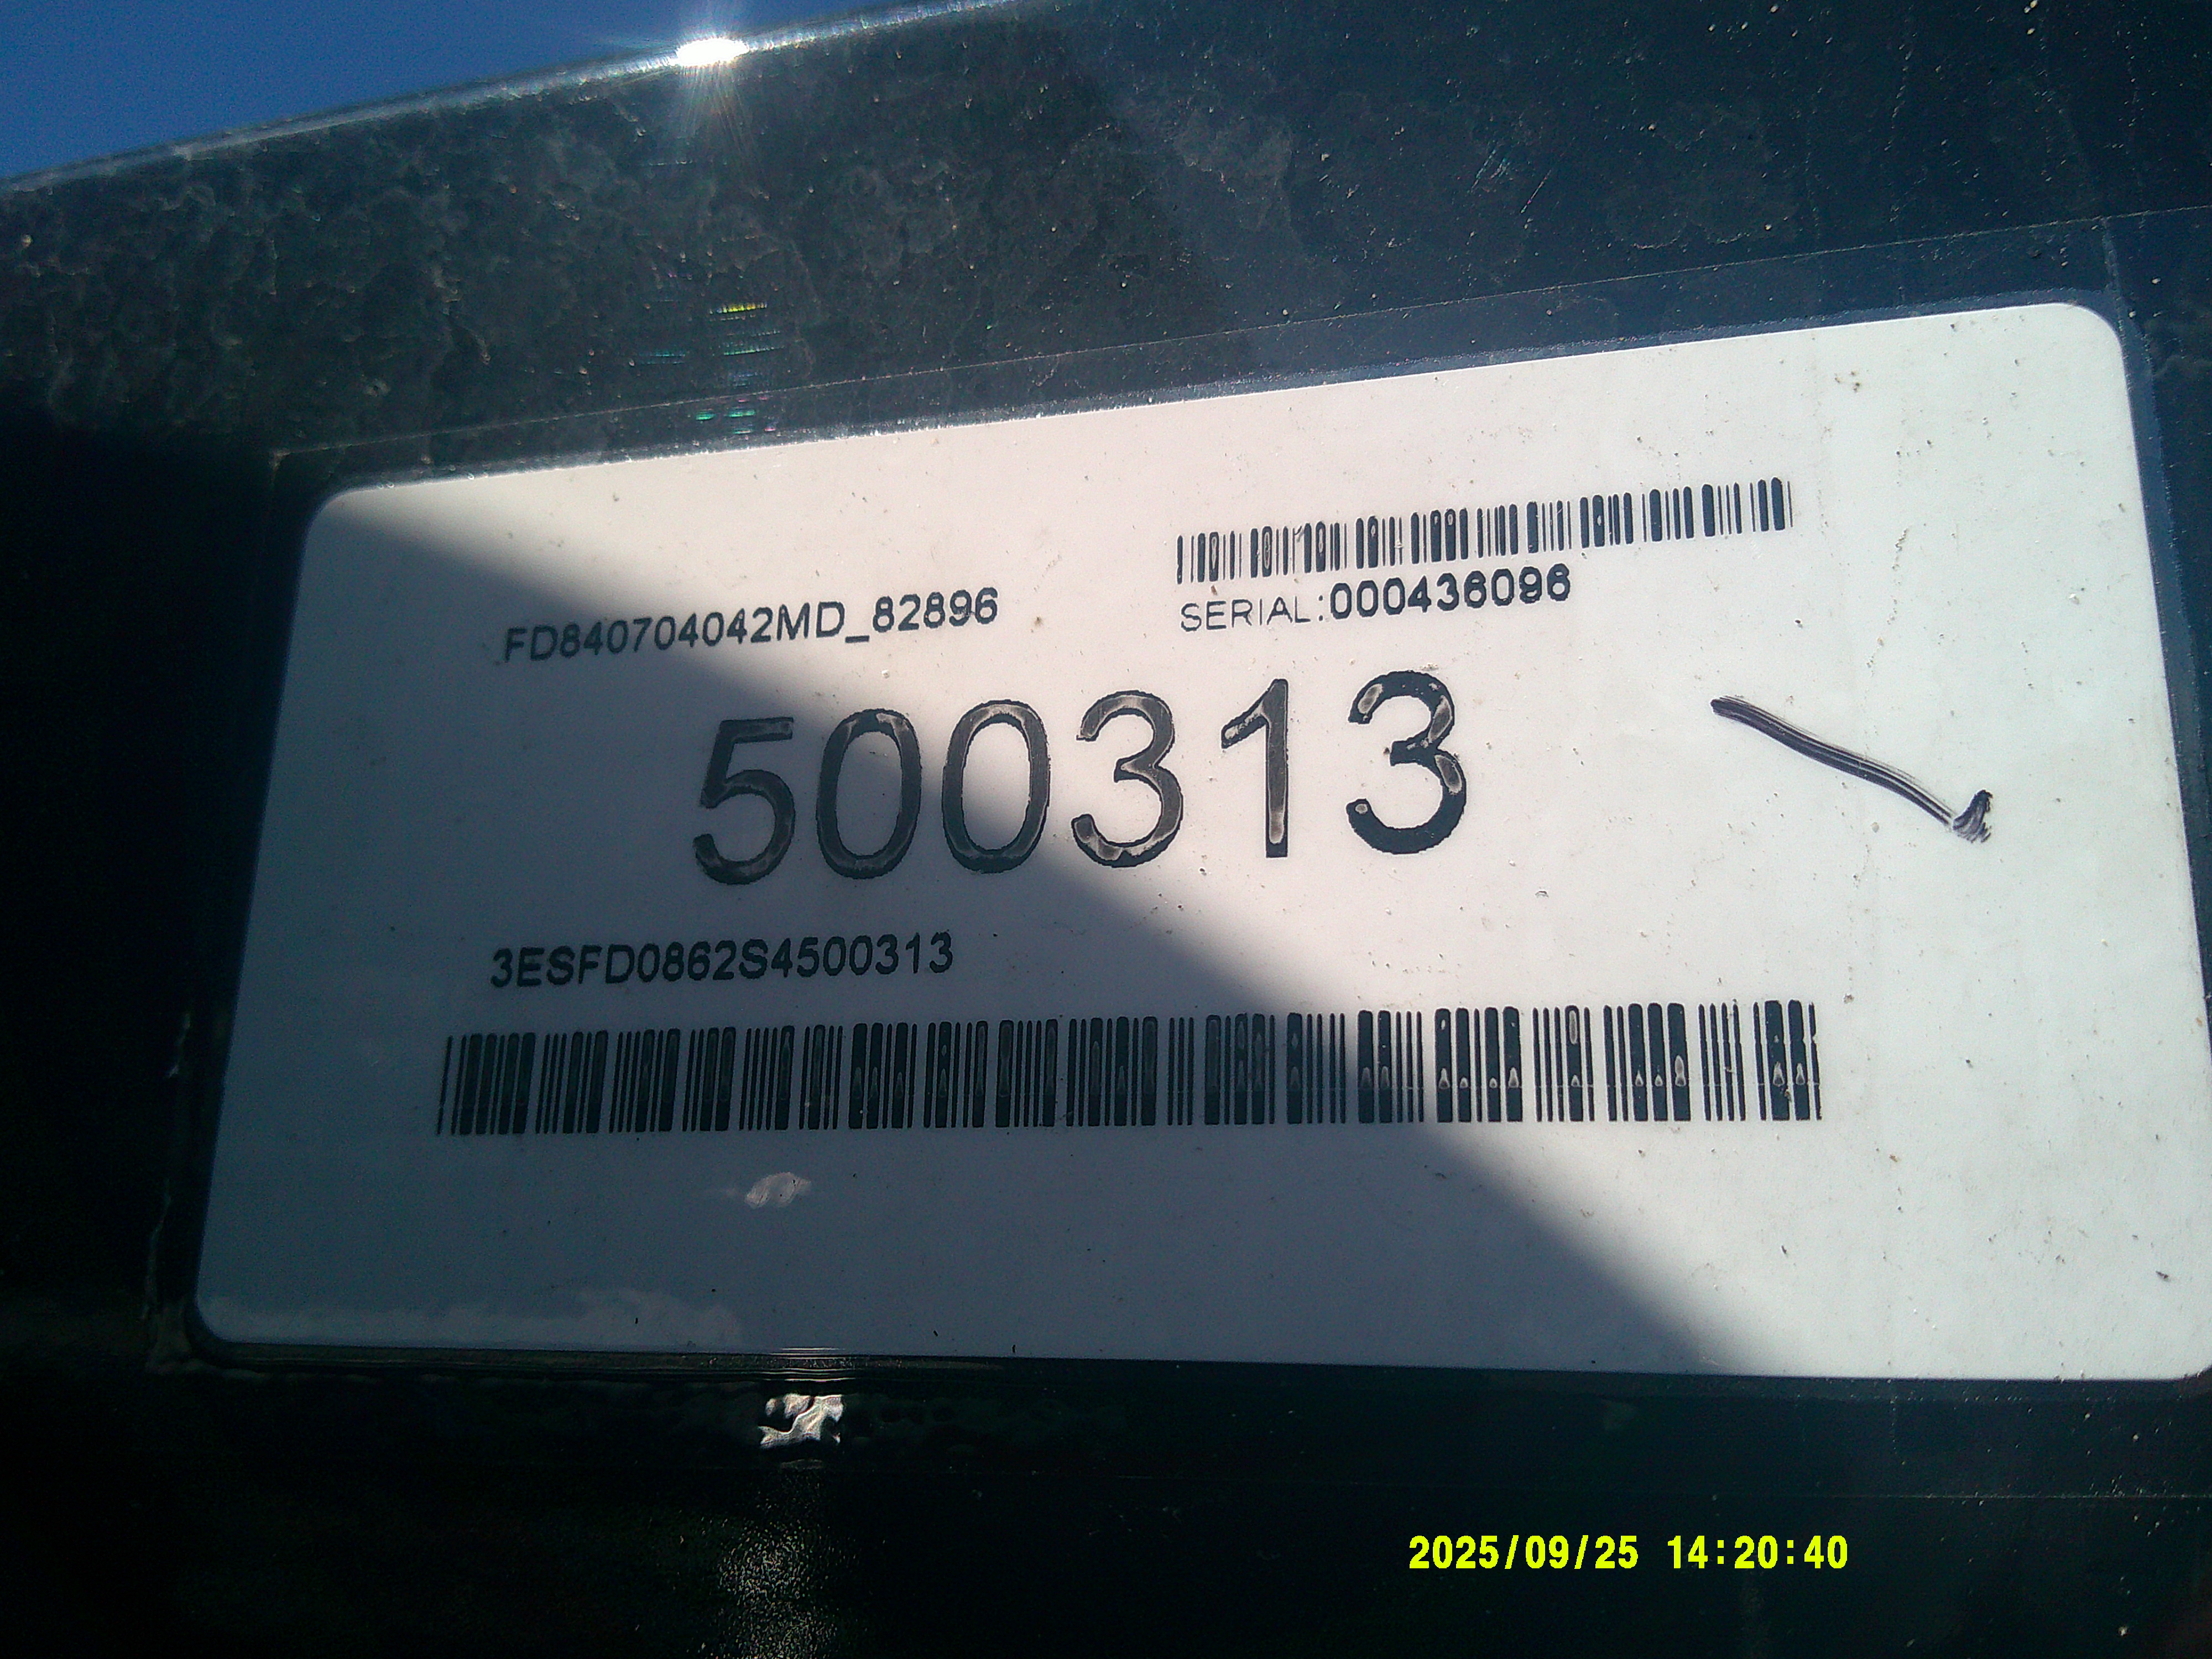 FD840704042MD_82896
SERIAL:000436096
500313
3ESFD0862S4500313
2025/09/25 14:20:40